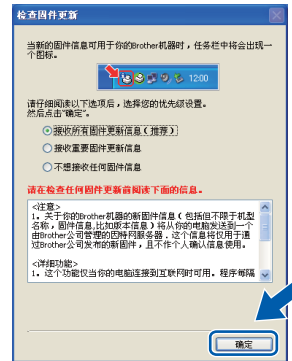 检查固件更新
当新的固件信息可用于你的Brother机器时，任务栏中将会出现一
个图标。
12:00
请仔细阅读以下选项后，选择您的优先级设置。
然后点击"确定"。
接收所有固件更新信息(推荐)
接收重要固件更新信息
不想接收任何固件信息
请在检查任何固件更新前阅读下面的信息。
<注意>
1。关于你的Brother机器的新固件信息(包括但不限于机型
名称，固件信息,比如版本信息)将从你的电脑发送到一个
由Brother公司管理的因特网服务器．这个信息将仅用于通
过Brother公司发布的新固件，且不作个人确认信息使用。
<详细功能>
1。这个功能仅当你的电脑连接到互联网时可用。程序每隔
确定